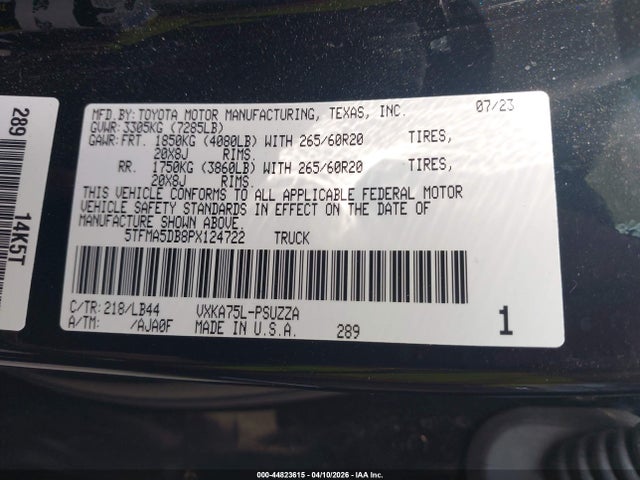 MFD.BY:TOYOTA MOTOR MANUFACTURING, TEXAS, INC. 07/23
GVWR:3305KG (7285LB)
GAWR:FRT. 1850KG (4080LB) WITH 265/60R20 TIRES,
20X8J RIMS,
RR. 1750KG (3860LB) WITH 265/60R20 TIRES,
20X8J RIMS.
THIS VEHICLE CONFORMS TO ALL APPLICABLE FEDERAL MOTOR
VEHICLE SAFETY STANDARDS IN EFFECT ON THE DATE OF
MANUFACTURE SHOWN ABOVE.
5TFMA5DB8PX124722 TRUCK
C/TR:218/LB44 VXKA75L-PSUZZA
A/TM: /AJA0F MADE IN U.S.A. 289 1
289 14K5T
000-44823615 - 04/10/2026 - IAAI Copart, Inc.